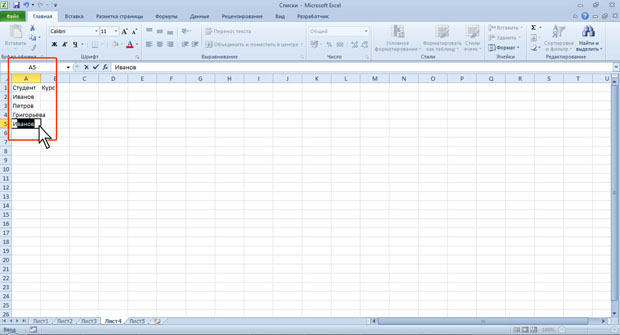 Списки - Microsoft Excel
Файл Главная Вставка Разметка страницы Формулы Данные Рецензирование Вид Разработчик
Вставить
Calibri 11
Ж К Ч
Перенос текста
Объединить и поместить в центре
Общий
Условное форматирование
Форматировать как таблицу
Стили ячеек
Вставить
Удалить
Формат
Сортировка и фильтр
Найти и выделить
Буфер обмена Шрифт Выравнивание Число Стили Ячейки Редактирование
A5 fx Иванов
A B C D E F G H I J K L M N O P Q R S T U
1 Студент Курс
2 Иванов
3 Петров
4 Григорьева
5 Иванов
6
7
8
9
10
11
12
13
14
15
16
17
18
19
20
21
22
23
24
25
26
Лист1 Лист2 Лист3 Лист4 Лист5
Ввод 100%